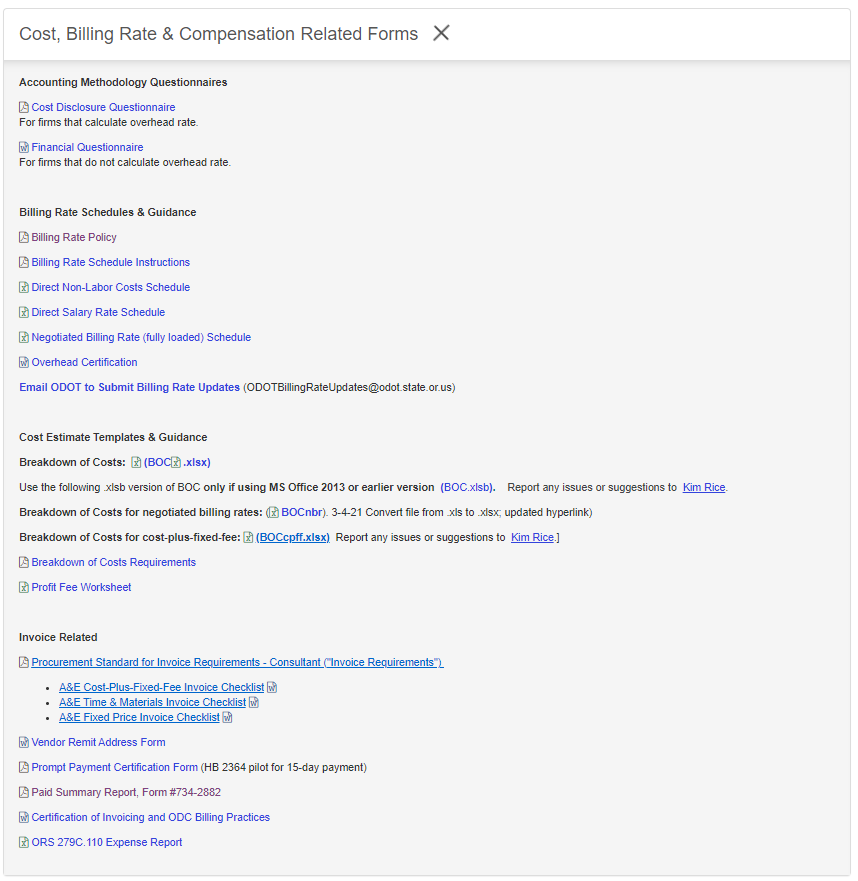 Cost, Billing Rate & Compensation Related Forms
Accounting Methodology Questionnaires
Cost Disclosure Questionnaire
For firms that calculate overhead rate.
Financial Questionnaire
For firms that do not calculate overhead rate.
Billing Rate Schedules & Guidance
Billing Rate Policy
Billing Rate Schedule Instructions
Direct Non-Labor Costs Schedule
Direct Salary Rate Schedule
Negotiated Billing Rate (fully loaded) Schedule
Overhead Certification
Email ODOT to Submit Billing Rate Updates (ODOTBillingRateUpdates@odot.state.or.us)
Cost Estimate Templates & Guidance
Breakdown of Costs: (BOC .xlsx)
Use the following .xlsb version of BOC only if using MS Office 2013 or earlier version (BOC.xlsb). Report any issues or suggestions to Kim Rice.
Breakdown of Costs for negotiated billing rates: ( BOCnbr). 3-4-21 Convert file from .xls to .xlsx; updated hyperlink)
Breakdown of Costs for cost-plus-fixed-fee: (BOCcpff.xlsx) Report any issues or suggestions to Kim Rice.]
Breakdown of Costs Requirements
Profit Fee Worksheet
Invoice Related
Procurement Standard for Invoice Requirements - Consultant ("Invoice Requirements")
• A&E Cost-Plus-Fixed-Fee Invoice Checklist
• A&E Time & Materials Invoice Checklist
• A&E Fixed Price Invoice Checklist
Vendor Remit Address Form
Prompt Payment Certification Form (HB 2364 pilot for 15-day payment)
Paid Summary Report, Form #734-2882
Certification of Invoicing and ODC Billing Practices
ORS 279C.110 Expense Report